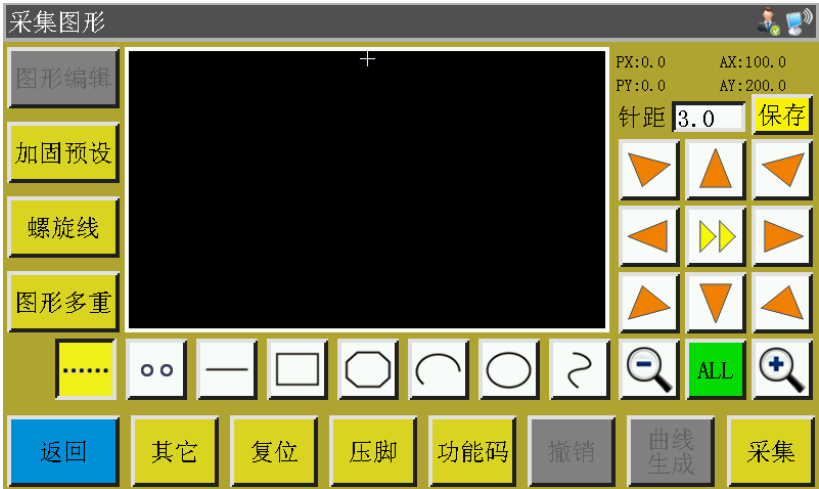 采集图形
图形编辑
加固预设
螺旋线
图形多重
PX:0.0 AX:100.0
PY:0.0 AY:200.0
针距 3.0 保存
ALL
返回
其它
复位
压脚
功能码
撤销
曲线
生成
采集